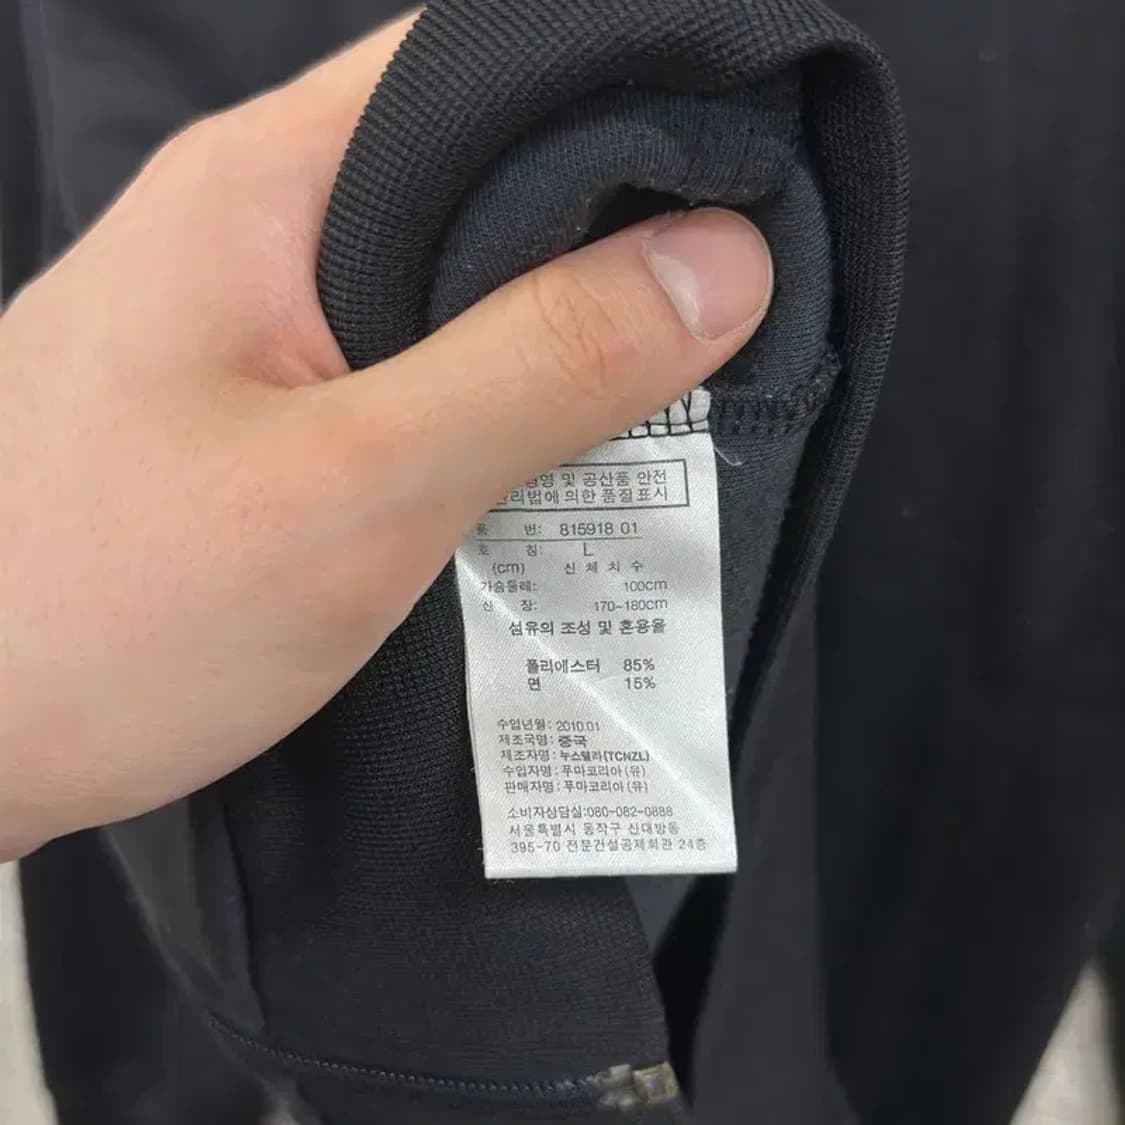 및 공산품 안전
리법에 의한 품질표시
번: 815918 01
호 칭: L
(cm) 신 체 치 수
가슴둘레: 100cm
신 장: 170-180cm
섬유의 조성 및 혼용율
폴리에스터 85%
면 15%
수입년월: 2010.01
제조국명: 중국
제조자명: 누스텔라(TCNZL)
수입자명: 푸마코리아(유)
판매자명: 푸마코리아(유)
소비자상담실:080-082-0888
서울특별시 동작구 신대방동
395-70 전문건설공제회관 24층